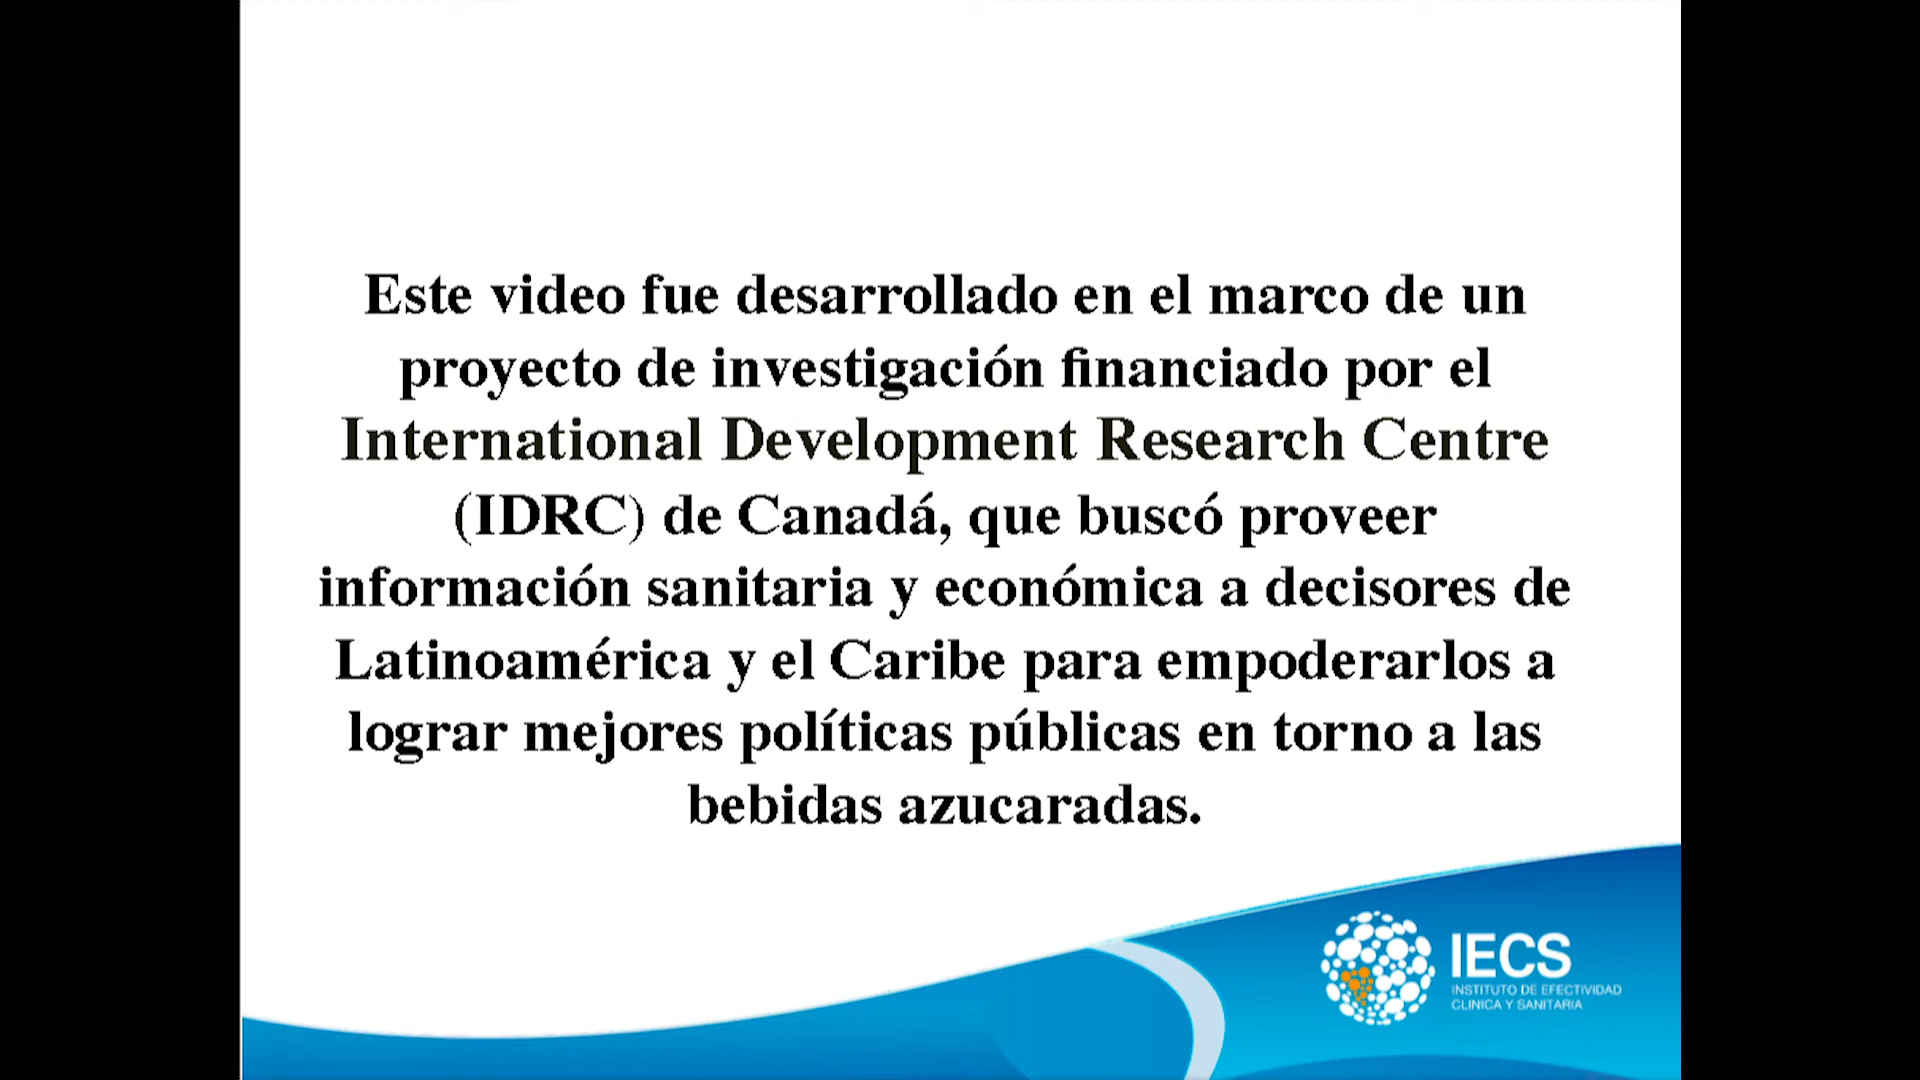 Este video fue desarrollado en el marco de un
proyecto de investigación financiado por el
International Development Research Centre
(IDRC) de Canadá, que buscó proveer
información sanitaria y económica a decisores de
Latinoamérica y el Caribe para empoderarlos a
lograr mejores políticas públicas en torno a las
bebidas azucaradas.
IECS
INSTITUTO DE EFECTIVIDAD
CLINICA Y SANITARIA